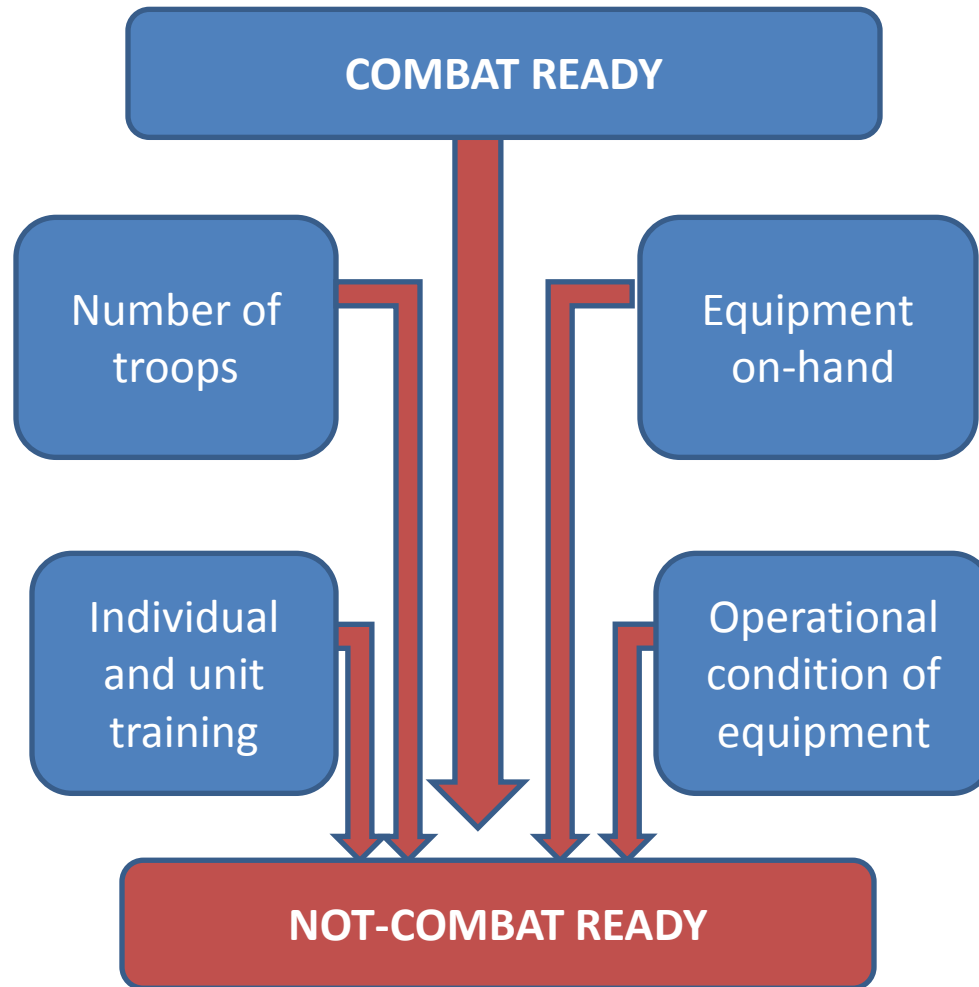 COMBAT READY
Number of
troops
Equipment
on-hand
Individual
and unit
training
Operational
condition of
equipment
NOT-COMBAT READY